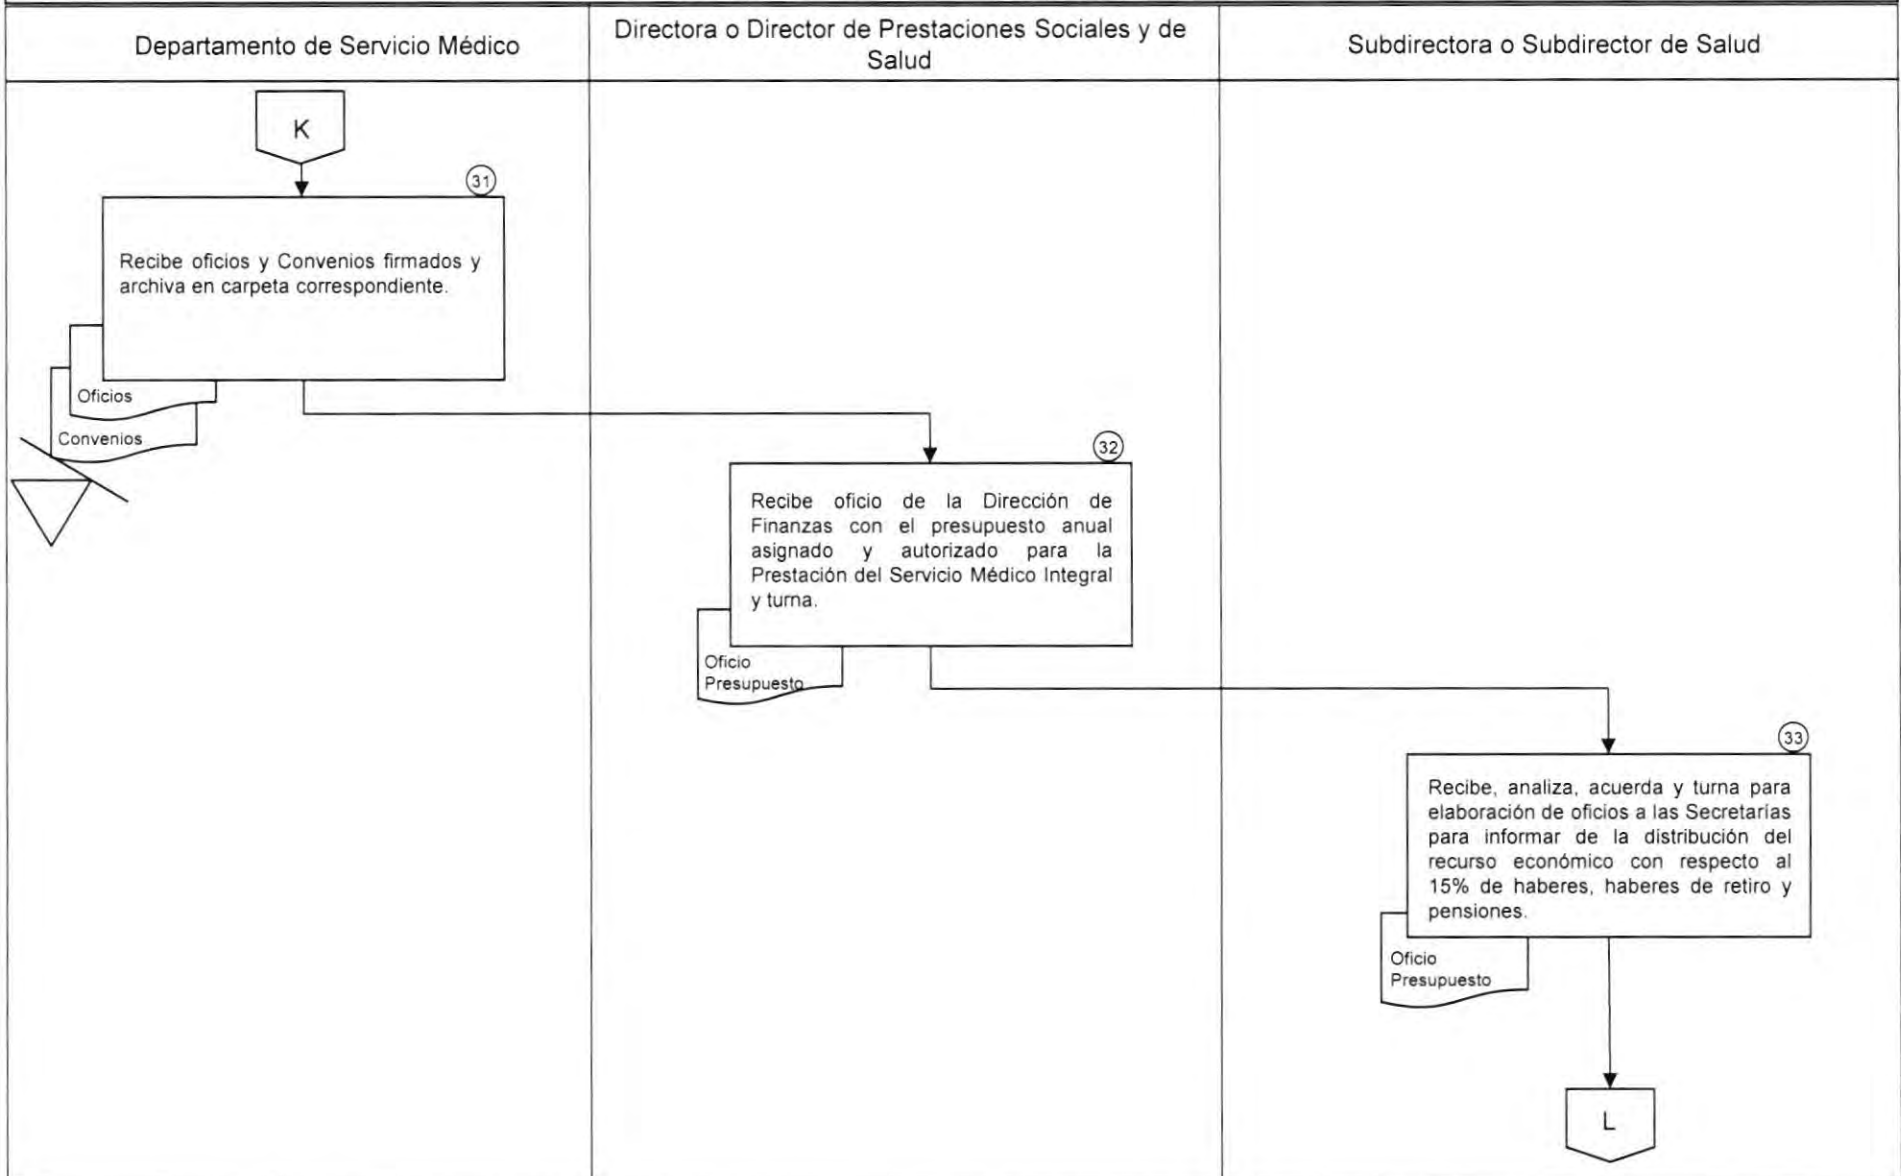 Departamento de Servicio Médico
Directora o Director de Prestaciones Sociales y de
Salud
Subdirectora o Subdirector de Salud
K
31
Recibe oficios y Convenios firmados y
archiva en carpeta correspondiente.
Oficios
Convenios
32
Recibe oficio de la Dirección de
Finanzas con el presupuesto anual
asignado y autorizado para la
Prestación del Servicio Médico Integral
y turna.
Oficio
Presupuesto
33
Recibe, analiza, acuerda y turna para
elaboración de oficios a las Secretarías
para informar de la distribución del
recurso económico con respecto al
15% de haberes, haberes de retiro y
pensiones.
Oficio
Presupuesto
L